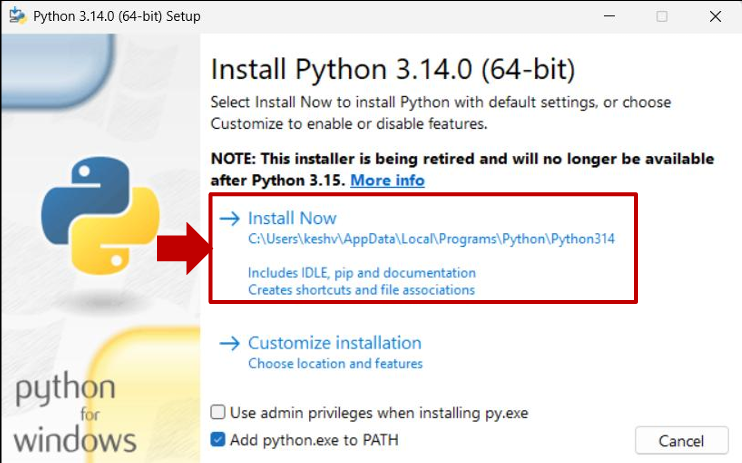 Python 3.14.0 (64-bit) Setup
Install Python 3.14.0 (64-bit)
Select Install Now to install Python with default settings, or choose
Customize to enable or disable features.
NOTE: This installer is being retired and will no longer be available
after Python 3.15. More info
Install Now
C:\Users\keshv\AppData\Local\Programs\Python\Python314
Includes IDLE, pip and documentation
Creates shortcuts and file associations
Customize installation
Choose location and features
Use admin privileges when installing py.exe
Add python.exe to PATH
Cancel
python
for
windows